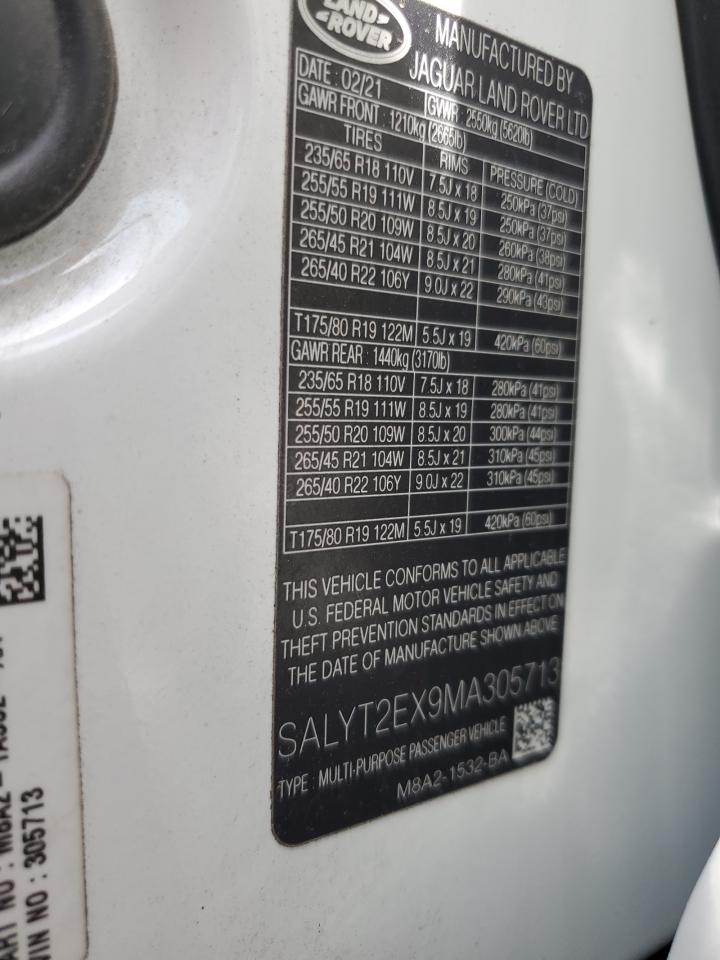 LAND
ROVER
MANUFACTURED BY
JAGUAR LAND ROVER LTD
DATE : 02/21
GVWR : 2550kg (5620lb)
GAWR FRONT : 1210kg (2665lb)
TIRES RIMS PRESSURE (COLD)
235/65 R18 110V 7.5J x 18 250kPa (37psi)
255/55 R19 111W 8.5J x 19 250kPa (37psi)
255/50 R20 109W 8.5J x 20 260kPa (38psi)
265/45 R21 104W 8.5J x 21 280kPa (41psi)
265/40 R22 106Y 9.0J x 22 290kPa (43psi)
T175/80 R19 122M 5.5J x 19 420kPa (60psi)
GAWR REAR : 1440kg (3170lb)
235/65 R18 110V 7.5J x 18 280kPa (41psi)
255/55 R19 111W 8.5J x 19 280kPa (41psi)
255/50 R20 109W 8.5J x 20 300kPa (44psi)
265/45 R21 104W 8.5J x 21 310kPa (45psi)
265/40 R22 106Y 9.0J x 22 310kPa (45psi)
T175/80 R19 122M 5.5J x 19 420kPa (60psi)
THIS VEHICLE CONFORMS TO ALL APPLICABLE
U.S. FEDERAL MOTOR VEHICLE SAFETY AND
THEFT PREVENTION STANDARDS IN EFFECT ON
THE DATE OF MANUFACTURE SHOWN ABOVE
SALYT2EX9MA305713
TYPE : MULTI-PURPOSE PASSENGER VEHICLE
M8A2-1532-BA
VIN NO : 305713